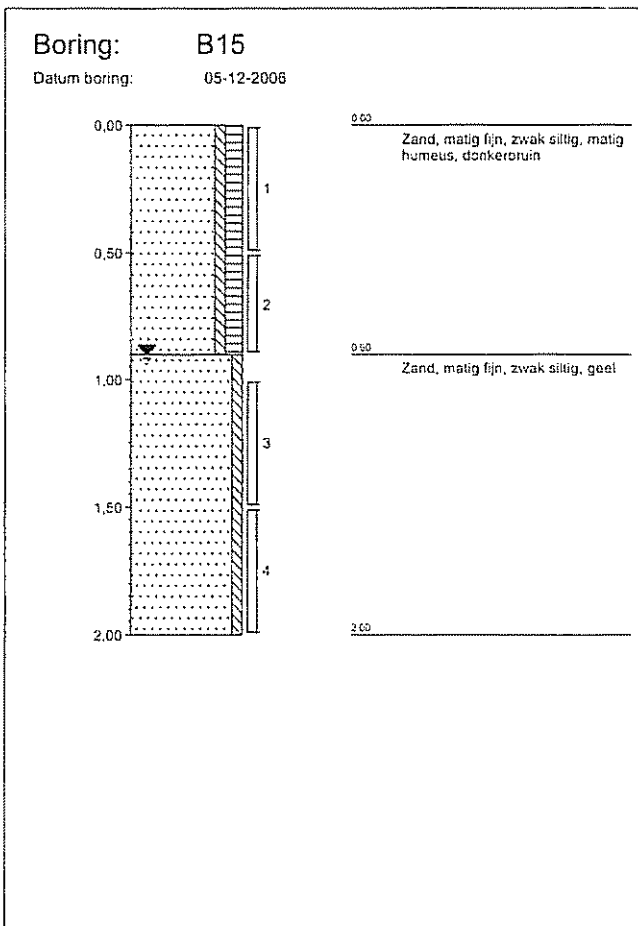 Boring: B15
Datum boring: 05-12-2006
0,00
0,50
1,00
1,50
2,00
1
2
3
4
0,00
Zand, matig fijn, zwak siltig, matig
humeus, donkerbruin
0,90
Zand, matig fijn, zwak siltig, geel
2,00